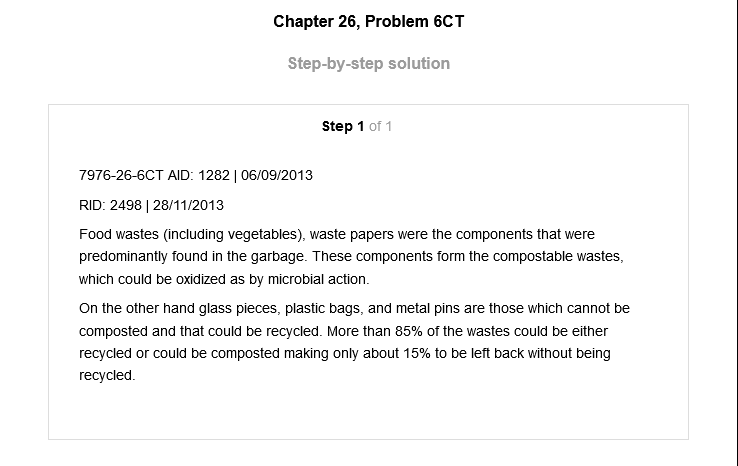 Chapter 26, Problem 6CT
Step-by-step solution
Step 1 of 1
7976-26-6CT AID: 1282 | 06/09/2013
RID: 2498 | 28/11/2013
Food wastes (including vegetables), waste papers were the components that were
predominantly found in the garbage. These components form the compostable wastes,
which could be oxidized as by microbial action.
On the other hand glass pieces, plastic bags, and metal pins are those which cannot be
composted and that could be recycled. More than 85% of the wastes could be either
recycled or could be composted making only about 15% to be left back without being
recycled.